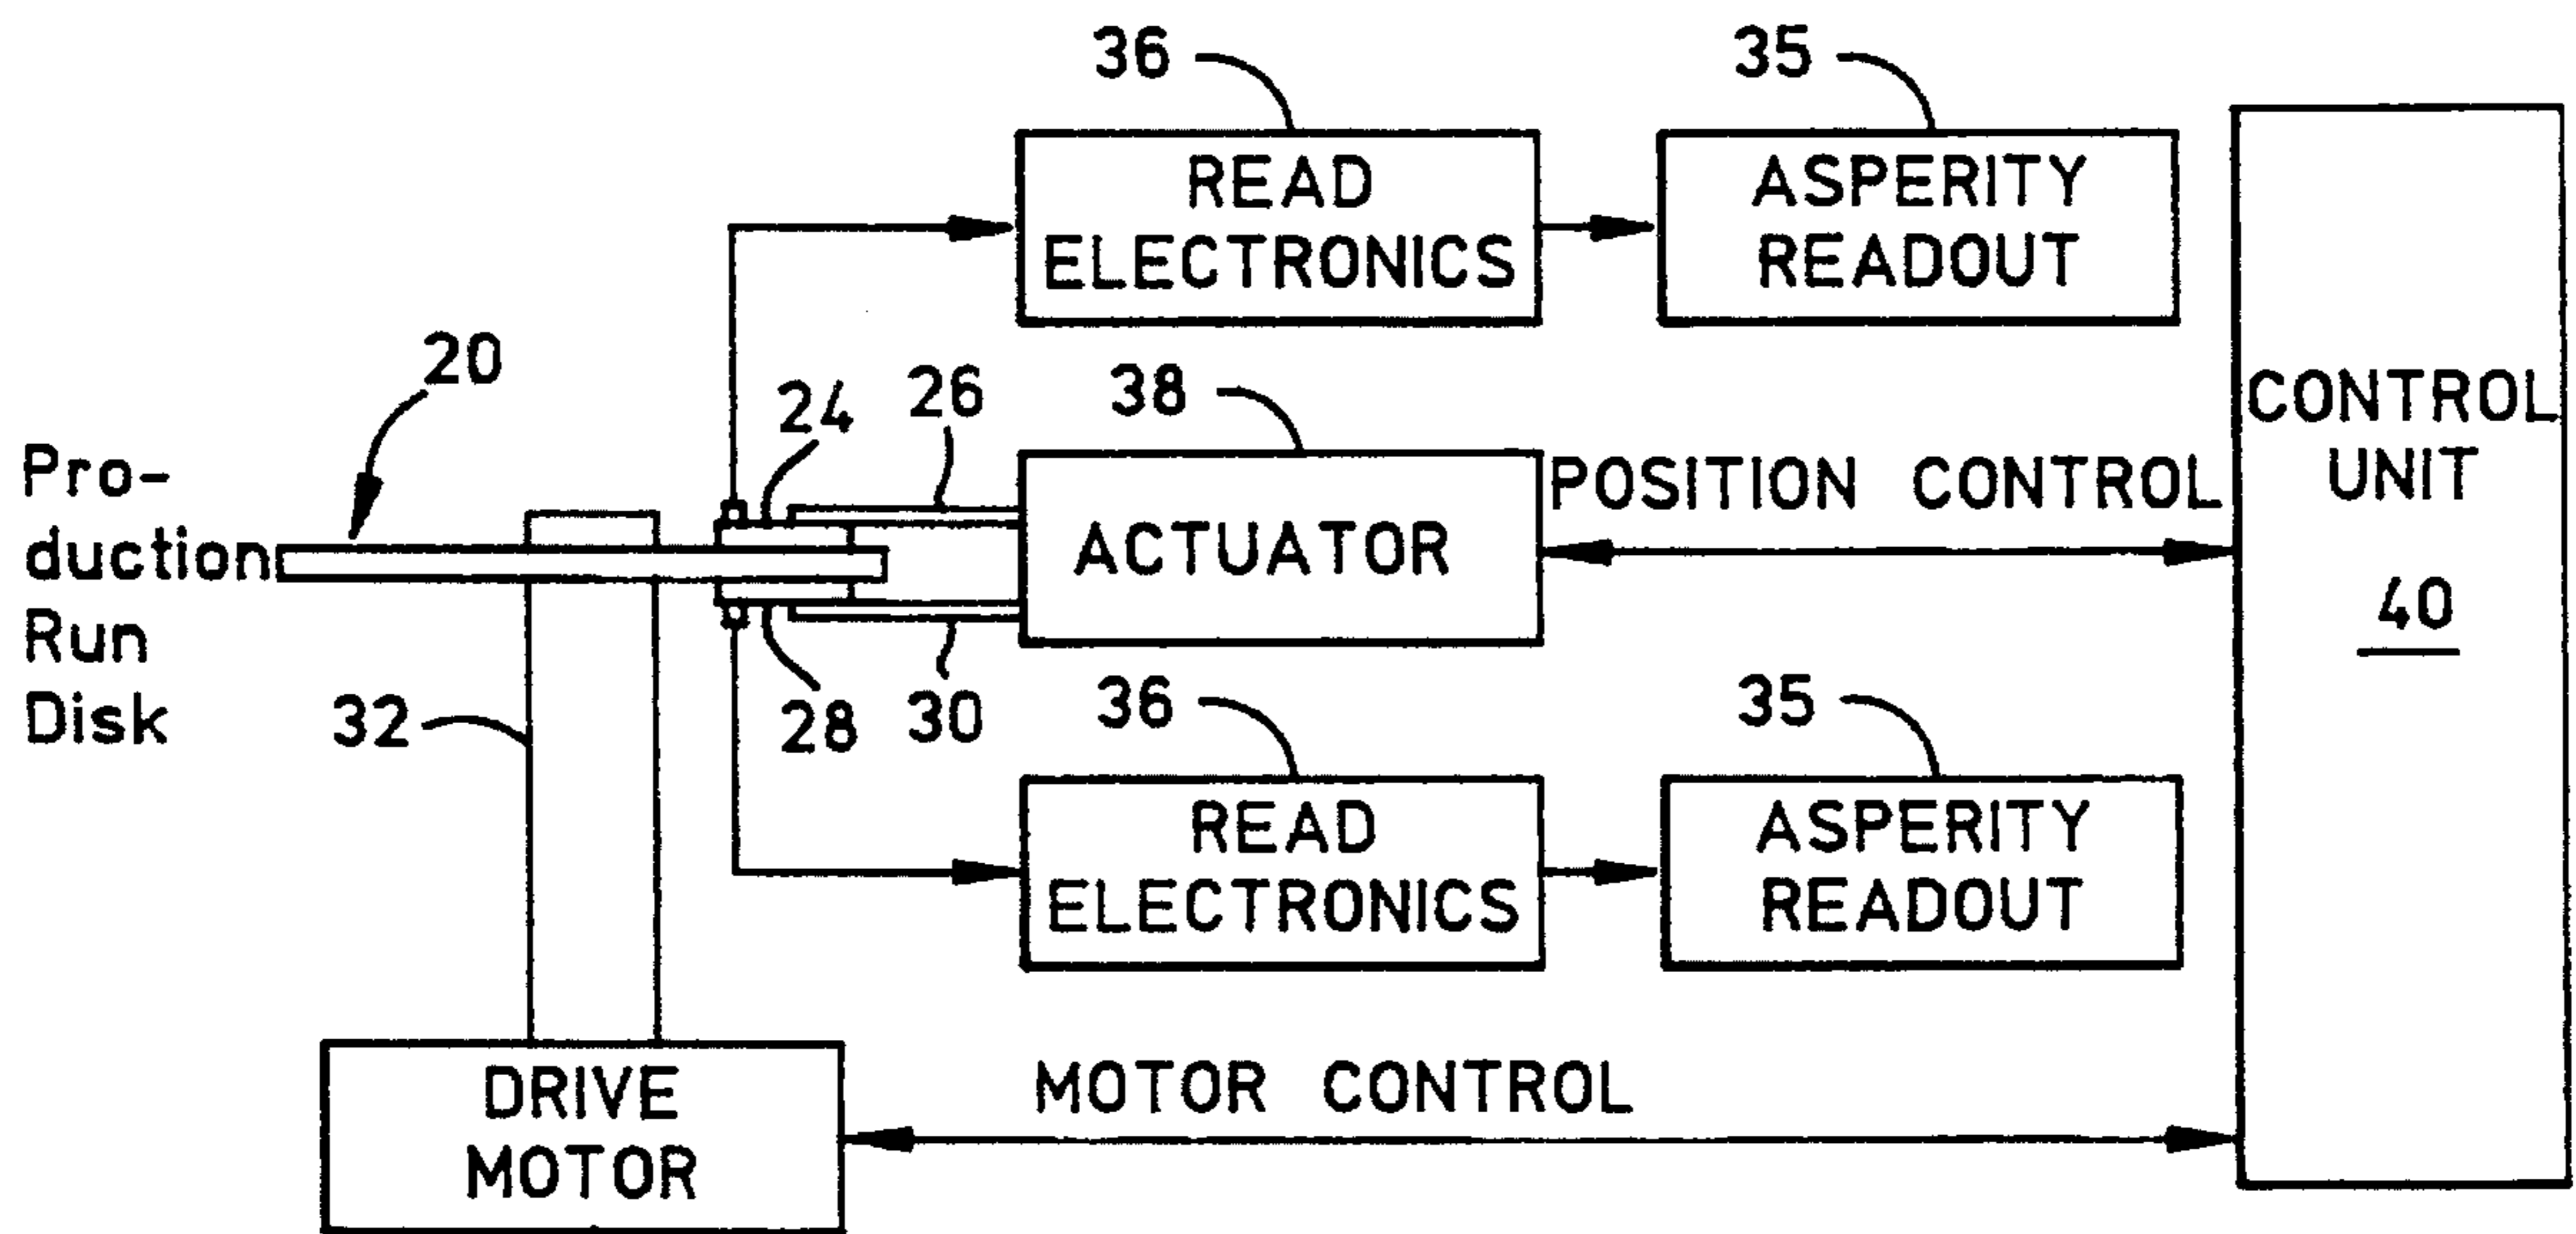 36
35
READ
ELECTRONICS
ASPERITY
READOUT
20
24
26
38
CONTROL
UNIT
40
Pro-
duction
Run
Disk
POSITION CONTROL
ACTUATOR
32
28
30
36
35
READ
ELECTRONICS
ASPERITY
READOUT
DRIVE
MOTOR
MOTOR CONTROL